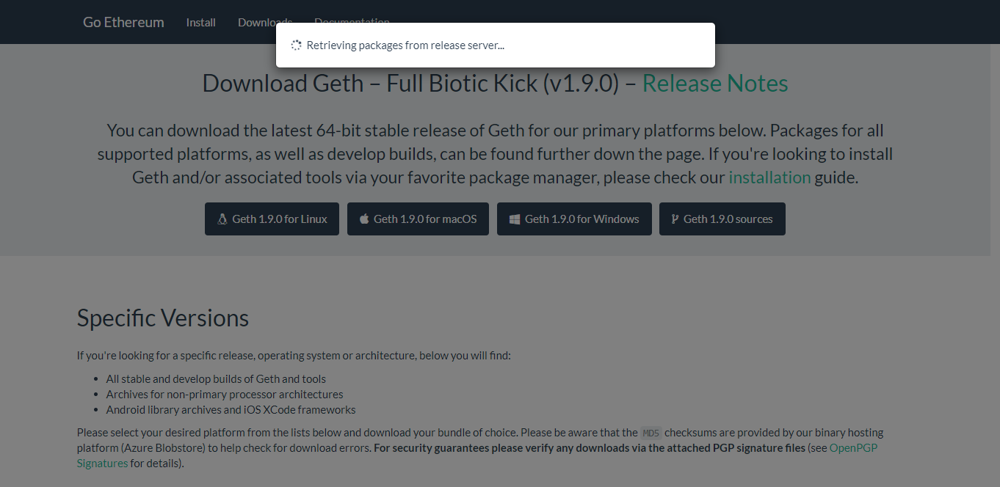 Go Ethereum Install Downloads Documentation
Retrieving packages from release server...
Download Geth – Full Biotic Kick (v1.9.0) – Release Notes
You can download the latest 64-bit stable release of Geth for our primary platforms below. Packages for all
supported platforms, as well as develop builds, can be found further down the page. If you're looking to install
Geth and/or associated tools via your favorite package manager, please check our installation guide.
Geth 1.9.0 for Linux Geth 1.9.0 for macOS Geth 1.9.0 for Windows Geth 1.9.0 sources
Specific Versions
If you're looking for a specific release, operating system or architecture, below you will find:
• All stable and develop builds of Geth and tools
• Archives for non-primary processor architectures
• Android library archives and iOS XCode frameworks
Please select your desired platform from the lists below and download your bundle of choice. Please be aware that the MD5 checksums are provided by our binary hosting
platform (Azure Blobstore) to help check for download errors. For security guarantees please verify any downloads via the attached PGP signature files (see OpenPGP
Signatures for details).